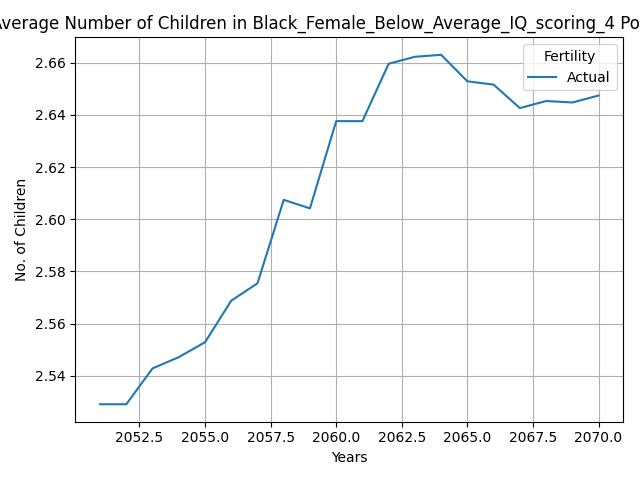 verage Number of Children in Black_Female_Below_Average_IQ_scoring_4 Po
Fertility
Actual
2.66
2.64
2.62
2.60
2.58
2.56
2.54
No. of Children
2052.5 2055.0 2057.5 2060.0 2062.5 2065.0 2067.5 2070.0
Years